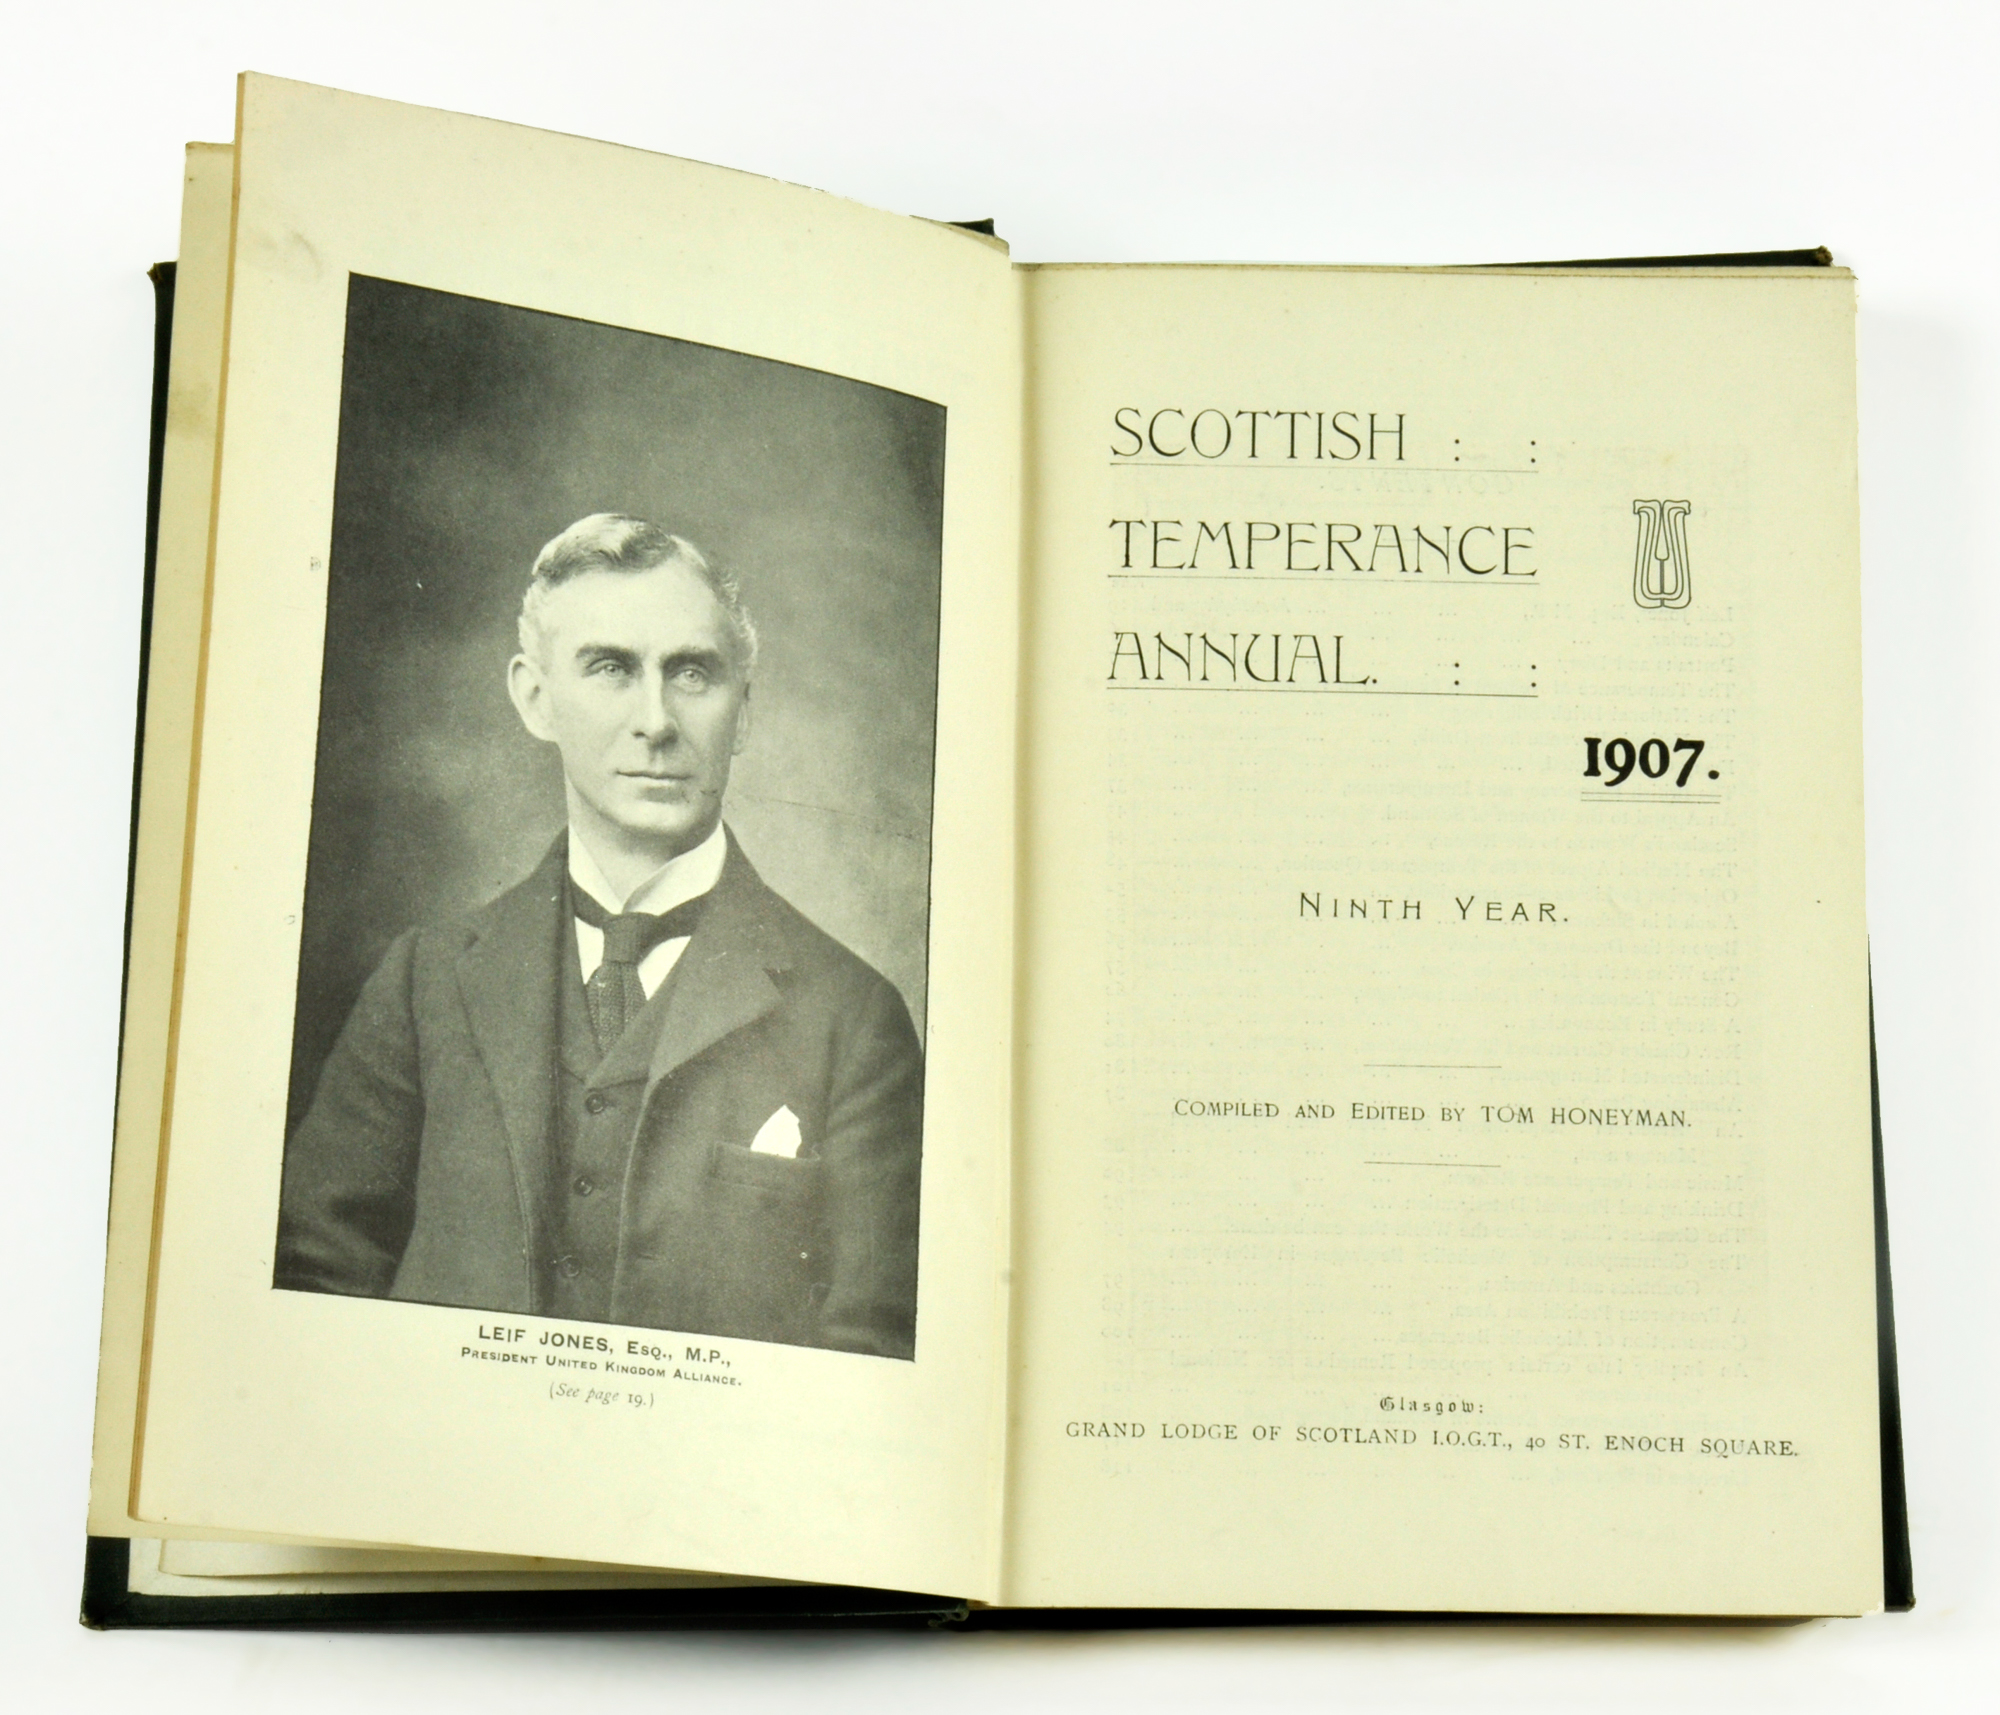 LEIF JONES, ESQ., M.P.,
PRESIDENT UNITED KINGDOM ALLIANCE.
(See page 19.)
SCOTTISH : :
TEMPERANCE
ANNUAL. : :
1907.
NINTH YEAR.
COMPILED AND EDITED BY TOM HONEYMAN.
Glasgow:
GRAND LODGE OF SCOTLAND I.O.G.T., 40 ST. ENOCH SQUARE.